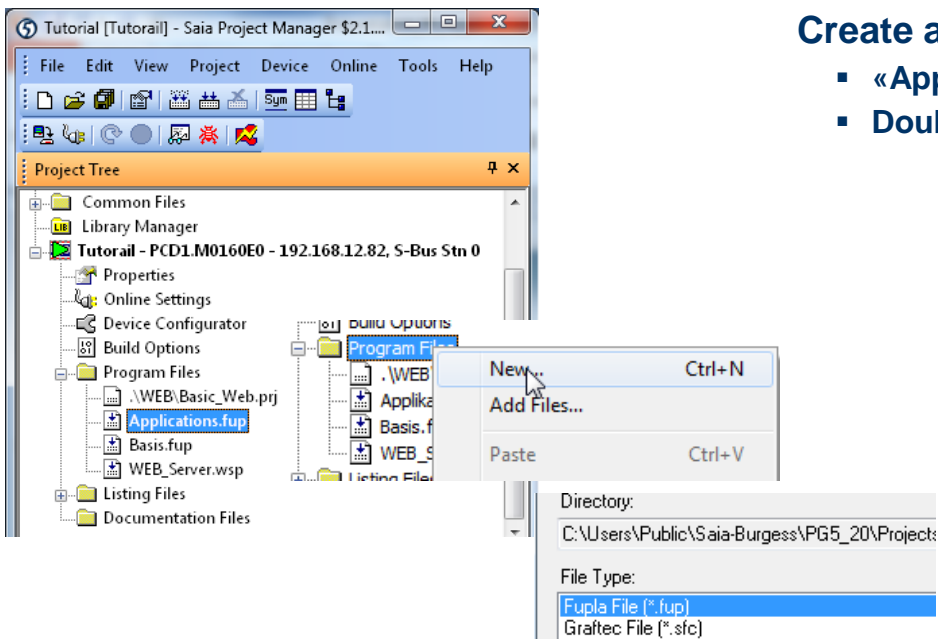 Tutorial [Tutorail] - Saia Project Manager $2.1....
File Edit View Project Device Online Tools Help
Sym
Project Tree
Common Files
LIB Library Manager
Tutorail - PCD1.M0160E0 - 192.168.12.82, S-Bus Stn 0
Properties
Online Settings
Device Configurator
Build Options
Program Files
.\WEB\Basic_Web.prj
Applications.fup
Basis.fup
WEB_Server.wsp
Listing Files
Documentation Files
Build Options
Program Files
.\WEB
Applika
Basis.f
WEB_S
Listing Files
New... Ctrl+N
Add Files...
Paste Ctrl+V
Create a
▪ «App
▪ Doul
Directory:
C:\Users\Public\Saia-Burgess\PG5_20\Projects
File Type:
Fupla File (*.fup)
Graftec File (*.sfc)